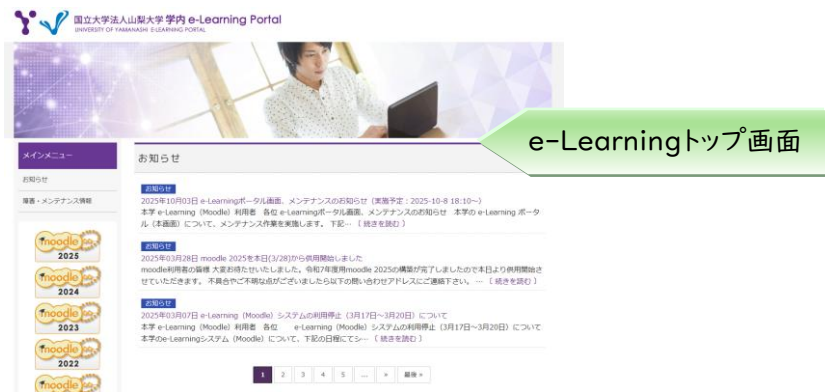 国立大学法人山梨大学 学内 e-Learning Portal
UNIVERSITY OF YAMANASHI E-LEARNING PORTAL
e-Learningトップ画面
メインメニュー
お知らせ
障害・メンテナンス情報
moodle
2025
moodle
2024
moodle
2023
moodle
2022
moodle
お知らせ
お知らせ
2025年10月03日 e-Learningポータル画面、メンテナンスのお知らせ（実施予定：2025-10-8 18:10～）
本学 e-Learning（Moodle）利用者　各位 e-Learningポータル画面、メンテナンスのお知らせ　本学の e-Learning ポータ
ル（本画面）について、メンテナンス作業を実施します。 下記… [ 続きを読む ]
お知らせ
2025年03月28日 moodle 2025を本日(3/28)から供用開始しました
moodle利用者の皆様 大変お待たせいたしました。令和7年度用moodle 2025の構築が完了しましたので本日より供用開始さ
せていただきます。 不具合やご不明な点がございましたら以下の問い合わせアドレスにご連絡下さい。 … [ 続きを読む ]
お知らせ
2025年03月07日 e-Learning（Moodle）システムの利用停止（3月17日～3月20日）について
本学 e-Learning（Moodle）利用者　各位　　e-Learning（Moodle）システムの利用停止（3月17日～3月20日）について
本学のe-Learningシステム（Moodle）について、下記の日程にてシ… [ 続きを読む ]
1 2 3 4 5 ... » 最後 »